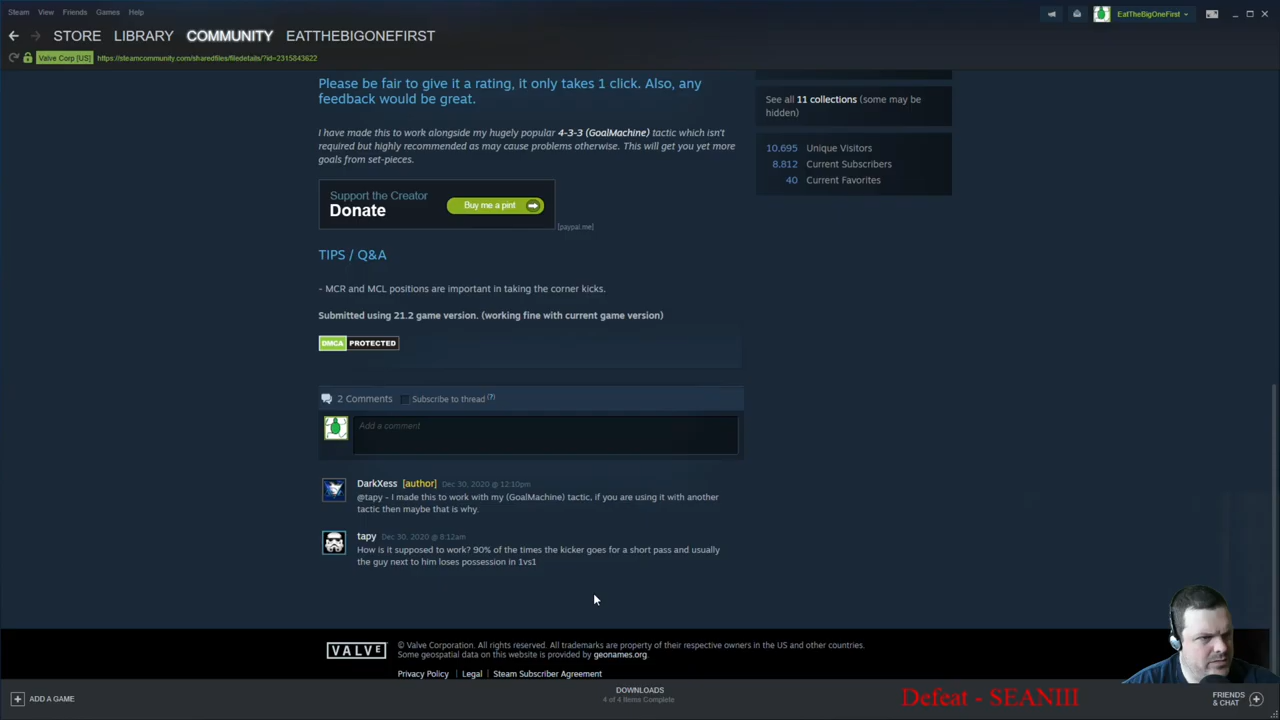 Steam View Friends Games Help
EatTheBigOneFirst
STORE LIBRARY COMMUNITY EATTHEBIGONEFIRST
Valve Corp [US] https://steamcommunity.com/sharedfiles/filedetails/?id=2315843622
Please be fair to give it a rating, it only takes 1 click. Also, any
feedback would be great.
See all 11 collections (some may be
hidden)
I have made this to work alongside my hugely popular 4-3-3 (GoalMachine) tactic which isn't
required but highly recommended as may cause problems otherwise. This will get you yet more
goals from set-pieces.
10,695 Unique Visitors
8,812 Current Subscribers
40 Current Favorites
Support the Creator
Donate
Buy me a pint
[paypal.me]
TIPS / Q&A
- MCR and MCL positions are important in taking the corner kicks.
Submitted using 21.2 game version. (working fine with current game version)
DMCA PROTECTED
2 Comments Subscribe to thread (?)
Add a comment
DarkXess [author] Dec 30, 2020 @ 12:10pm
@tapy - I made this to work with my (GoalMachine) tactic, if you are using it with another
tactic then maybe that is why.
tapy Dec 30, 2020 @ 8:12am
How is it supposed to work? 90% of the times the kicker goes for a short pass and usually
the guy next to him loses possession in 1vs1
VALVE
© Valve Corporation. All rights reserved. All trademarks are property of their respective owners in the US and other countries.
Some geospatial data on this website is provided by geonames.org.
Privacy Policy | Legal | Steam Subscriber Agreement
ADD A GAME
DOWNLOADS
4 of 4 Items Complete
Defeat - SEANIII
FRIENDS
& CHAT